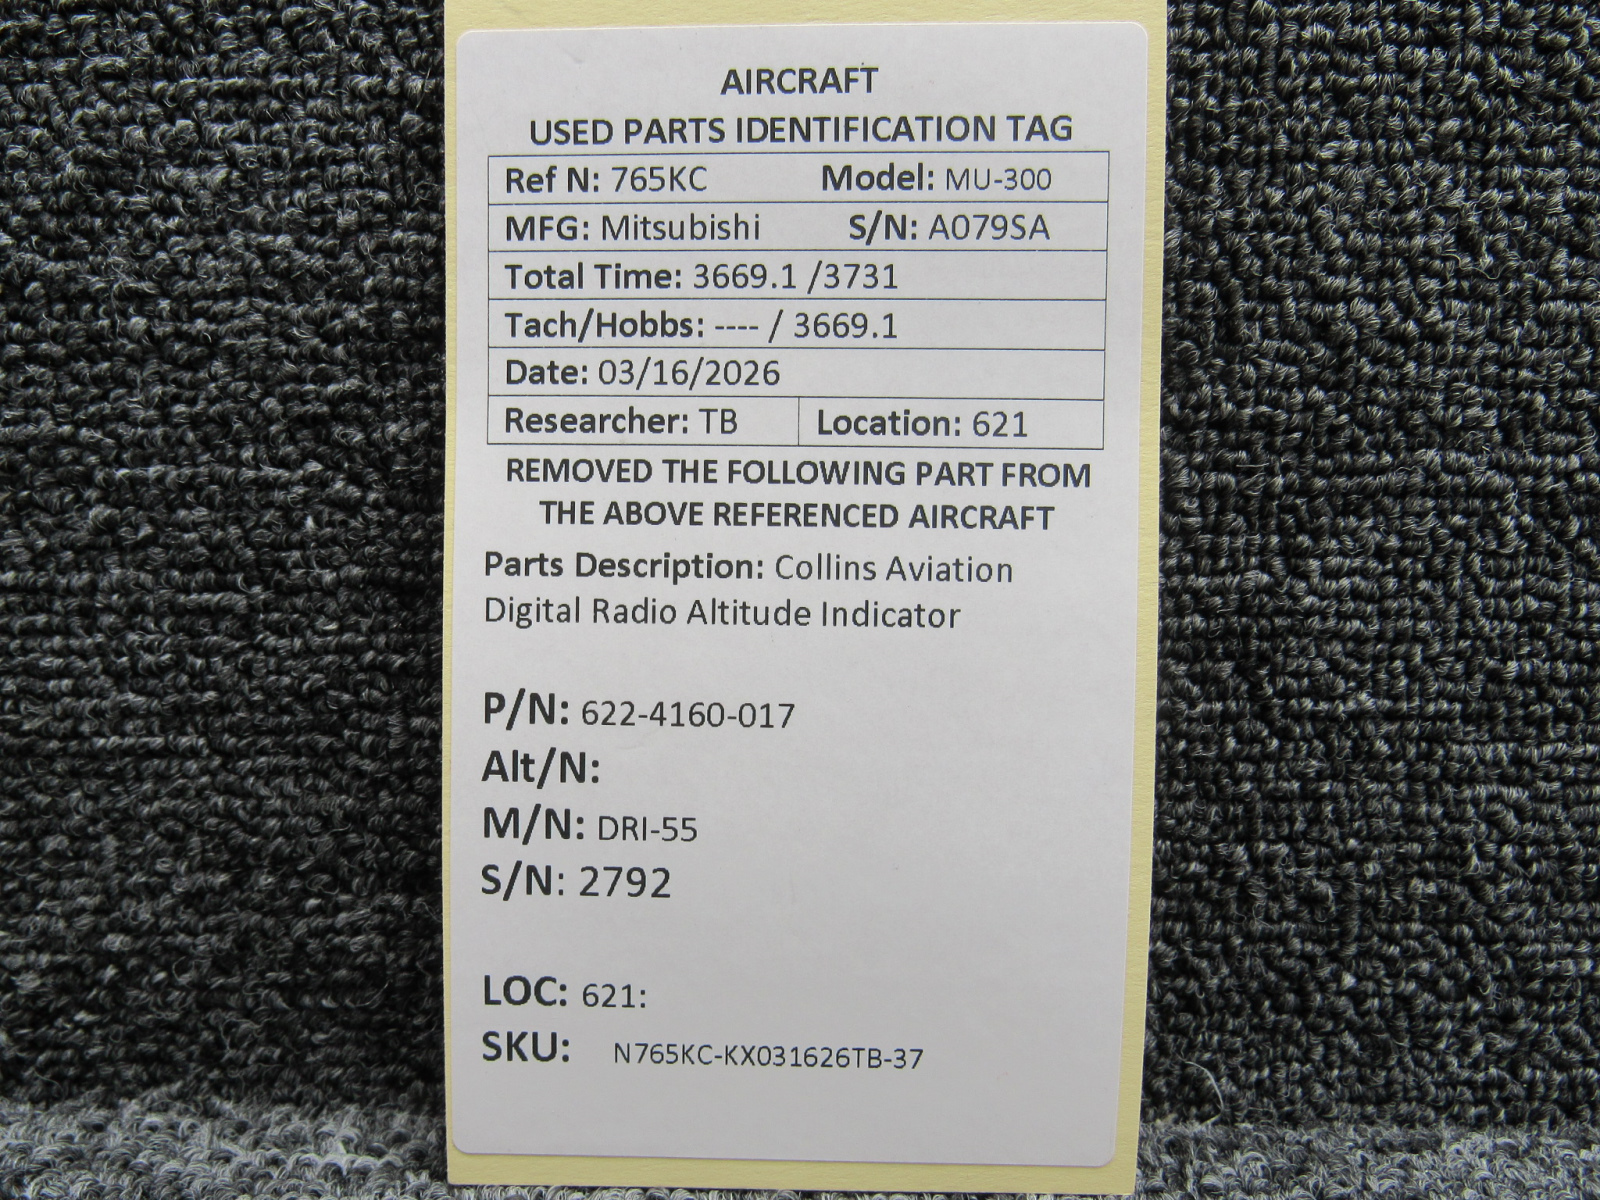 AIRCRAFT
USED PARTS IDENTIFICATION TAG
Ref N: 765KC Model: MU-300
MFG: Mitsubishi S/N: A079SA
Total Time: 3669.1 /3731
Tach/Hobbs: ---- / 3669.1
Date: 03/16/2026
Researcher: TB Location: 621
REMOVED THE FOLLOWING PART FROM
THE ABOVE REFERENCED AIRCRAFT
Parts Description: Collins Aviation
Digital Radio Altitude Indicator
P/N: 622-4160-017
Alt/N:
M/N: DRI-55
S/N: 2792
LOC: 621:
SKU: N765KC-KX031626TB-37